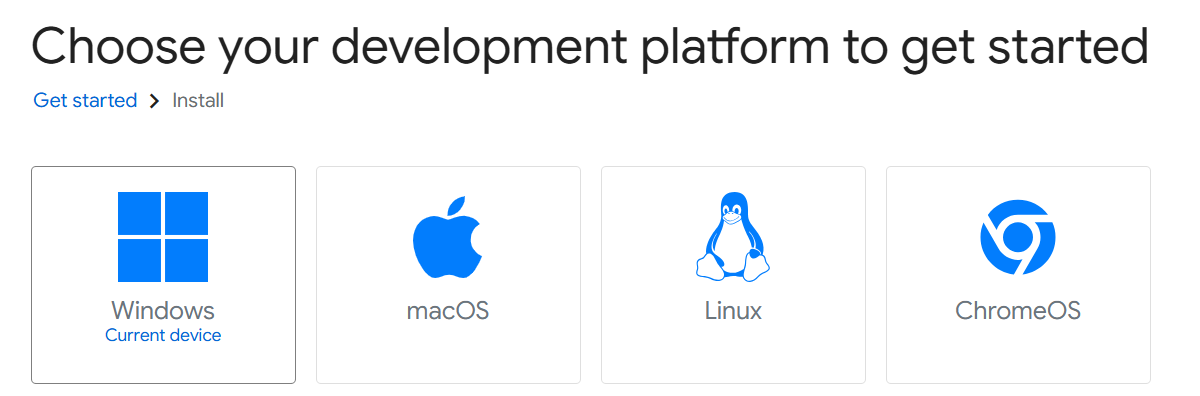 Choose your development platform to get started
Get started > Install
Windows
Current device
macOS
Linux
ChromeOS